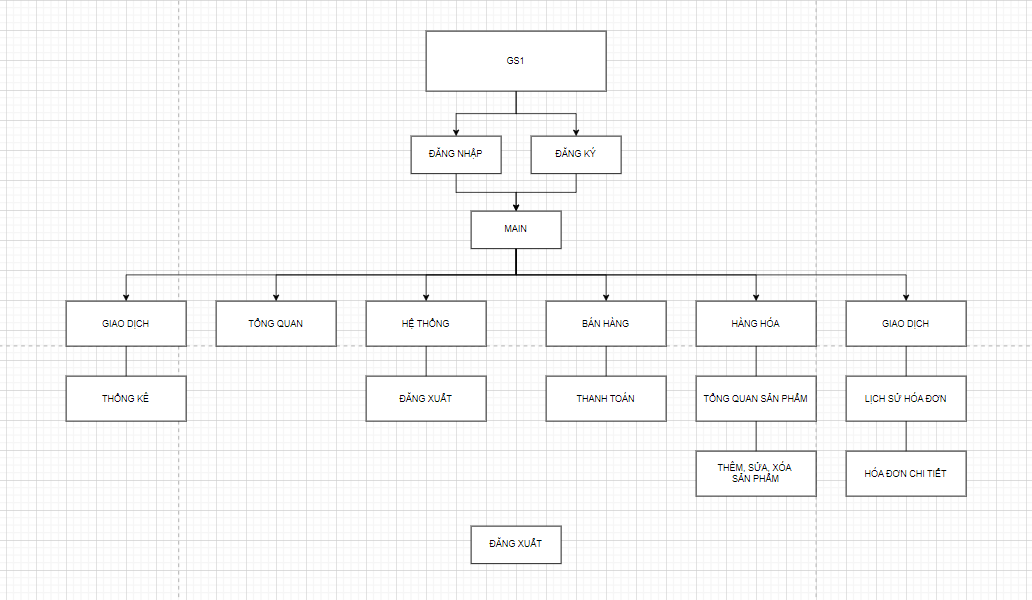 GS1
ĐĂNG NHẬP
ĐĂNG KÝ
MAIN
GIAO DỊCH
TỔNG QUAN
HỆ THỐNG
BÁN HÀNG
HÀNG HÓA
GIAO DỊCH
THỐNG KÊ
ĐĂNG XUẤT
THANH TOÁN
TỔNG QUAN SẢN PHẨM
LỊCH SỬ HÓA ĐƠN
THÊM, SỬA, XÓA
SẢN PHẨM
HÓA ĐƠN CHI TIẾT
ĐĂNG XUẤT